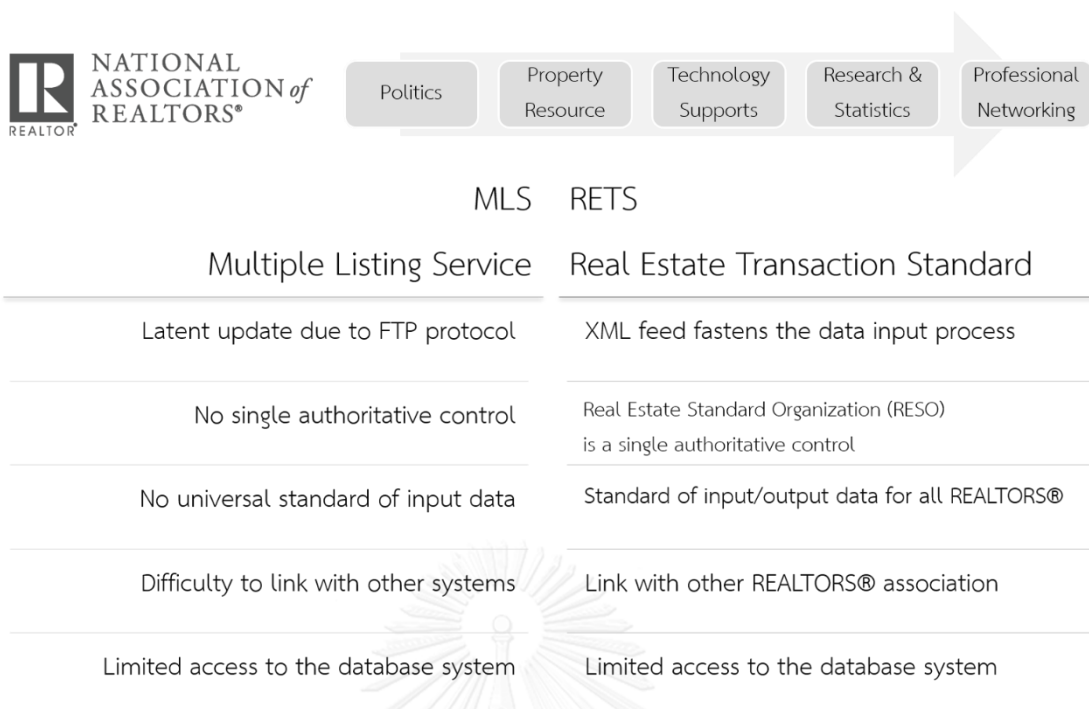 NATIONAL
ASSOCIATION of
REALTORS®
REALTOR®
Politics
Property
Resource
Technology
Supports
Research &
Statistics
Professional
Networking
MLS RETS
Multiple Listing Service Real Estate Transaction Standard
Latent update due to FTP protocol XML feed fastens the data input process
No single authoritative control
Real Estate Standard Organization (RESO)
is a single authoritative control
No universal standard of input data Standard of input/output data for all REALTORS®
Difficulty to link with other systems Link with other REALTORS® association
Limited access to the database system Limited access to the database system